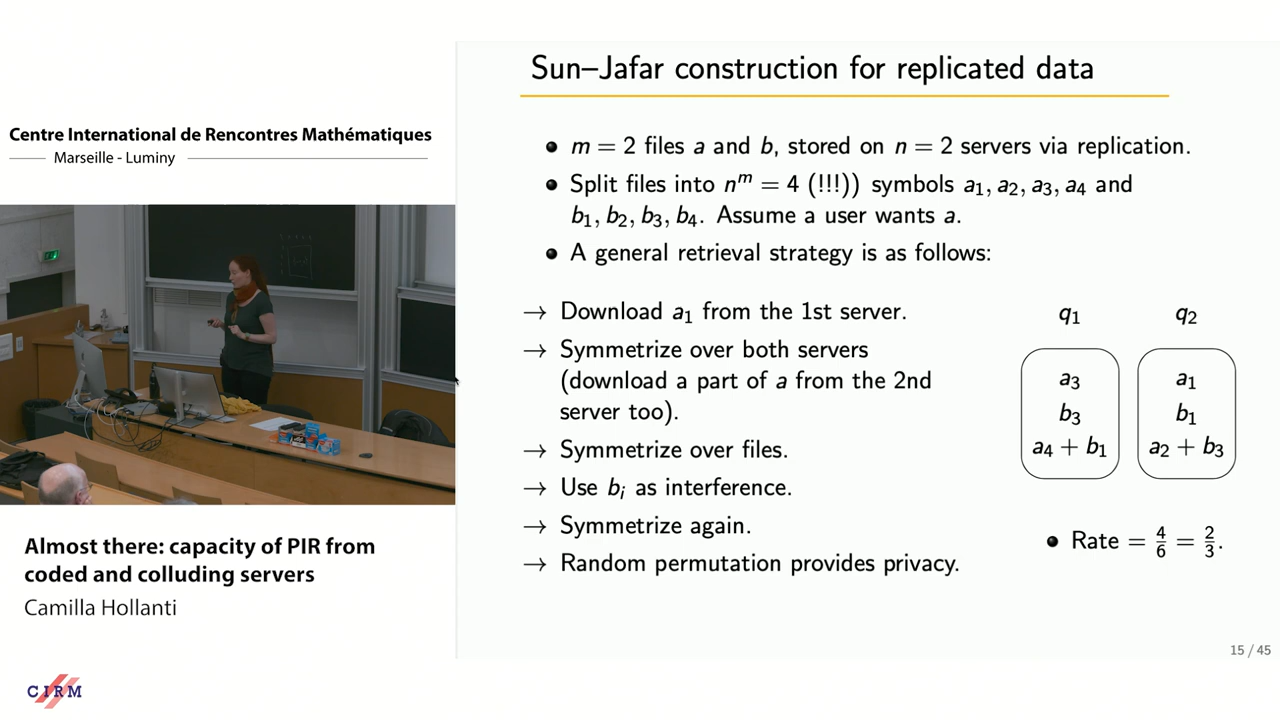 Centre International de Rencontres Mathématiques
Marseille - Luminy
Almost there: capacity of PIR from
coded and colluding servers
Camilla Hollanti
CIRM
Sun–Jafar construction for replicated data
• m = 2 files a and b, stored on n = 2 servers via replication.
• Split files into nᵐ = 4 (!!!)) symbols a₁, a₂, a₃, a₄ and
b₁, b₂, b₃, b₄. Assume a user wants a.
• A general retrieval strategy is as follows:
→ Download a₁ from the 1st server.
→ Symmetrize over both servers
(download a part of a from the 2nd
server too).
→ Symmetrize over files.
→ Use bᵢ as interference.
→ Symmetrize again.
→ Random permutation provides privacy.
q₁ q₂
a₃ a₁
b₃ b₁
a₄ + b₁ a₂ + b₃
• Rate = 4/6 = 2/3.
15 / 45